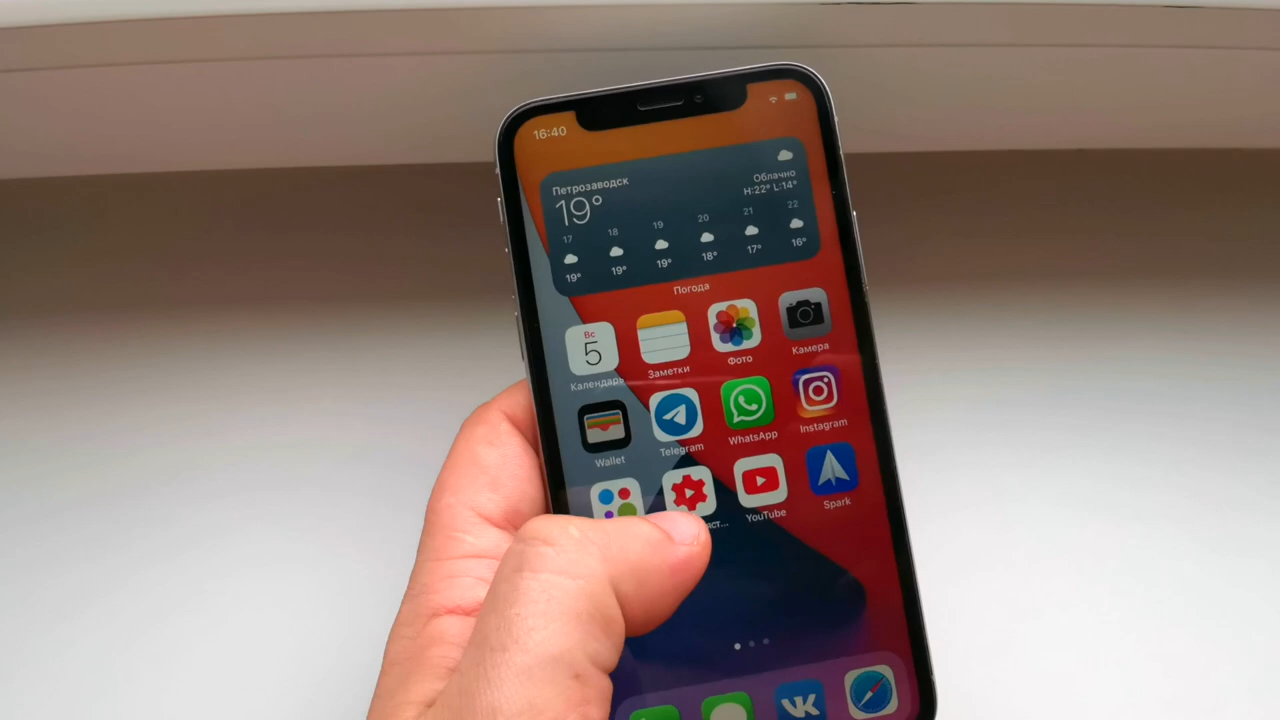 16:40
Петрозаводск
19°
Облачно
H:22° L:14°
17 18 19 20 21 22
19° 19° 19° 18° 17° 16°
Погода
Вс
5
Календарь Заметки Фото Камера
Wallet Telegram WhatsApp Instagram
YouTube Spark